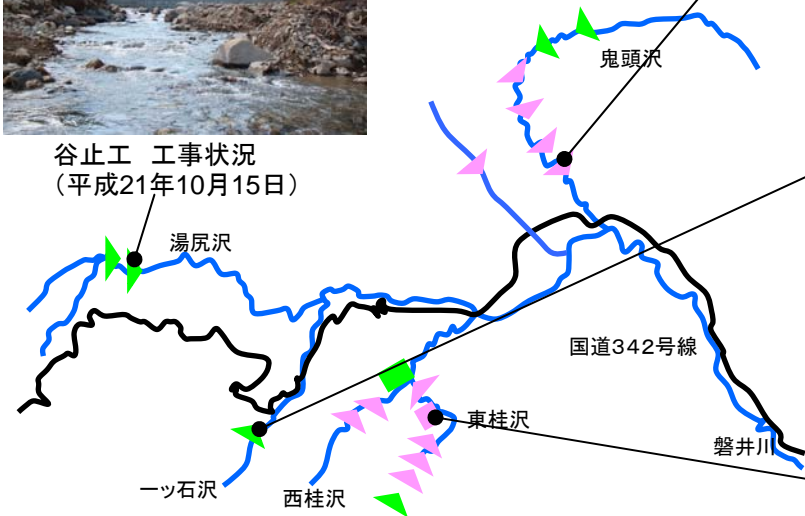 谷止工 工事状況
(平成21年10月15日)
鬼頭沢
湯尻沢
国道342号線
東桂沢
磐井川
一ッ石沢
西桂沢